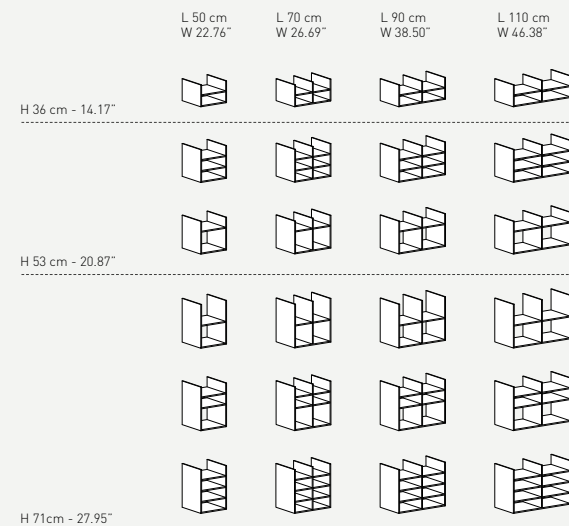 L 50 cm
W 22.76"
L 70 cm
W 26.69"
L 90 cm
W 38.50"
L 110 cm
W 46.38"
H 36 cm - 14.17"
H 53 cm - 20.87"
H 71cm - 27.95"